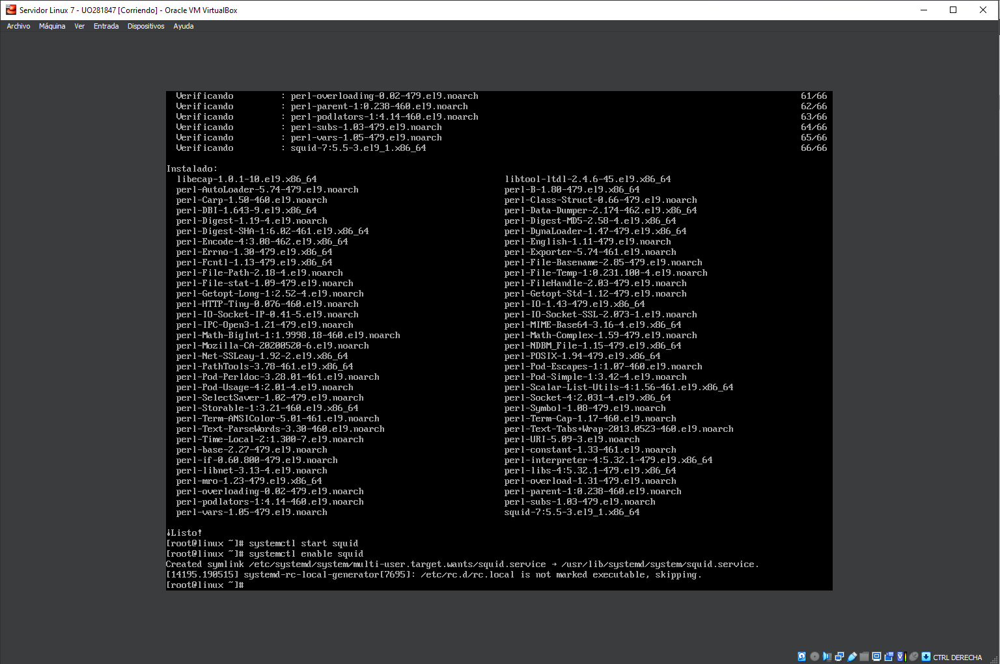 Servidor Linux 7 - UO281847 [Corriendo] - Oracle VM VirtualBox
Archivo Máquina Ver Entrada Dispositivos Ayuda
Verificando : perl-overloading-0.02-479.el9.noarch 61/66
Verificando : perl-parent-1:0.238-460.el9.noarch 62/66
Verificando : perl-podlators-1:4.14-460.el9.noarch 63/66
Verificando : perl-subs-1.03-479.el9.noarch 64/66
Verificando : perl-vars-1.05-479.el9.noarch 65/66
Verificando : squid-7:5.5-3.el9_1.x86_64 66/66
Instalado:
libecap-1.0.1-10.el9.x86_64 libtool-ltdl-2.4.6-45.el9.x86_64
perl-AutoLoader-5.74-479.el9.noarch perl-B-1.80-479.el9.x86_64
perl-Carp-1.50-460.el9.noarch perl-Class-Struct-0.66-479.el9.noarch
perl-DBI-1.643-9.el9.x86_64 perl-Data-Dumper-2.174-462.el9.x86_64
perl-Digest-1.19-4.el9.noarch perl-Digest-MD5-2.58-4.el9.x86_64
perl-Digest-SHA-1:6.02-461.el9.x86_64 perl-DynaLoader-1.47-479.el9.x86_64
perl-Encode-4:3.08-462.el9.x86_64 perl-English-1.11-479.el9.noarch
perl-Errno-1.30-479.el9.x86_64 perl-Exporter-5.74-461.el9.noarch
perl-Fcntl-1.13-479.el9.x86_64 perl-File-Basename-2.85-479.el9.noarch
perl-File-Path-2.18-4.el9.noarch perl-File-Temp-1:0.231.100-4.el9.noarch
perl-File-stat-1.09-479.el9.noarch perl-FileHandle-2.03-479.el9.noarch
perl-Getopt-Long-1:2.52-4.el9.noarch perl-Getopt-Std-1.12-479.el9.noarch
perl-HTTP-Tiny-0.076-460.el9.noarch perl-IO-1.43-479.el9.x86_64
perl-IO-Socket-IP-0.41-5.el9.noarch perl-IO-Socket-SSL-2.073-1.el9.noarch
perl-IPC-Open3-1.21-479.el9.noarch perl-MIME-Base64-3.16-4.el9.x86_64
perl-Math-BigInt-1:1.9998.18-460.el9.noarch perl-Math-Complex-1.59-479.el9.noarch
perl-Mozilla-CA-20200520-6.el9.noarch perl-NDBM_File-1.15-479.el9.x86_64
perl-Net-SSLeay-1.92-2.el9.x86_64 perl-POSIX-1.94-479.el9.x86_64
perl-PathTools-3.78-461.el9.x86_64 perl-Pod-Escapes-1:1.07-460.el9.noarch
perl-Pod-Perldoc-3.28.01-461.el9.noarch perl-Pod-Simple-1:3.42-4.el9.noarch
perl-Pod-Usage-4:2.01-4.el9.noarch perl-Scalar-List-Utils-4:1.56-461.el9.x86_64
perl-SelectSaver-1.02-479.el9.noarch perl-Socket-4:2.031-4.el9.x86_64
perl-Storable-1:3.21-460.el9.x86_64 perl-Symbol-1.08-479.el9.noarch
perl-Term-ANSIColor-5.01-461.el9.noarch perl-Term-Cap-1.17-460.el9.noarch
perl-Text-ParseWords-3.30-460.el9.noarch perl-Text-Tabs+Wrap-2013.0523-460.el9.noarch
perl-Time-Local-2:1.300-7.el9.noarch perl-URI-5.09-3.el9.noarch
perl-base-2.27-479.el9.noarch perl-constant-1.33-461.el9.noarch
perl-if-0.60.800-479.el9.noarch perl-interpreter-4:5.32.1-479.el9.x86_64
perl-libnet-3.13-4.el9.noarch perl-libs-4:5.32.1-479.el9.x86_64
perl-mro-1.23-479.el9.x86_64 perl-overload-1.31-479.el9.noarch
perl-overloading-0.02-479.el9.noarch perl-parent-1:0.238-460.el9.noarch
perl-podlators-1:4.14-460.el9.noarch perl-subs-1.03-479.el9.noarch
perl-vars-1.05-479.el9.noarch squid-7:5.5-3.el9_1.x86_64
¡Listo!
[root@linux ~]# systemctl start squid
[root@linux ~]# systemctl enable squid
Created symlink /etc/systemd/system/multi-user.target.wants/squid.service → /usr/lib/systemd/system/squid.service.
[14195.190515] systemd-rc-local-generator[7695]: /etc/rc.d/rc.local is not marked executable, skipping.
[root@linux ~]#
CTRL DERECHA